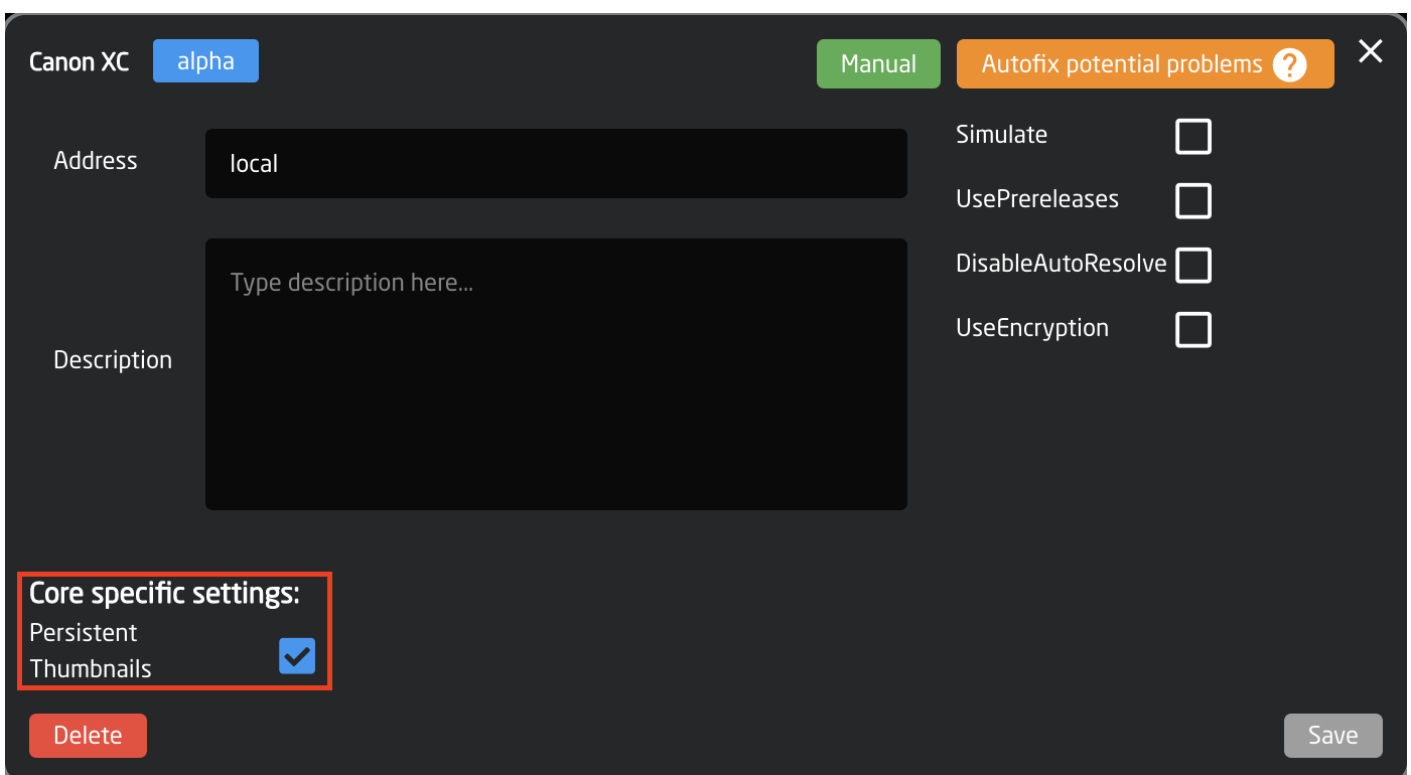 Canon XC alpha Manual Autofix potential problems ?
Address local
Simulate
UsePrereleases
DisableAutoResolve
UseEncryption
Type description here...
Description
Core specific settings:
Persistent
Thumbnails
Delete Save